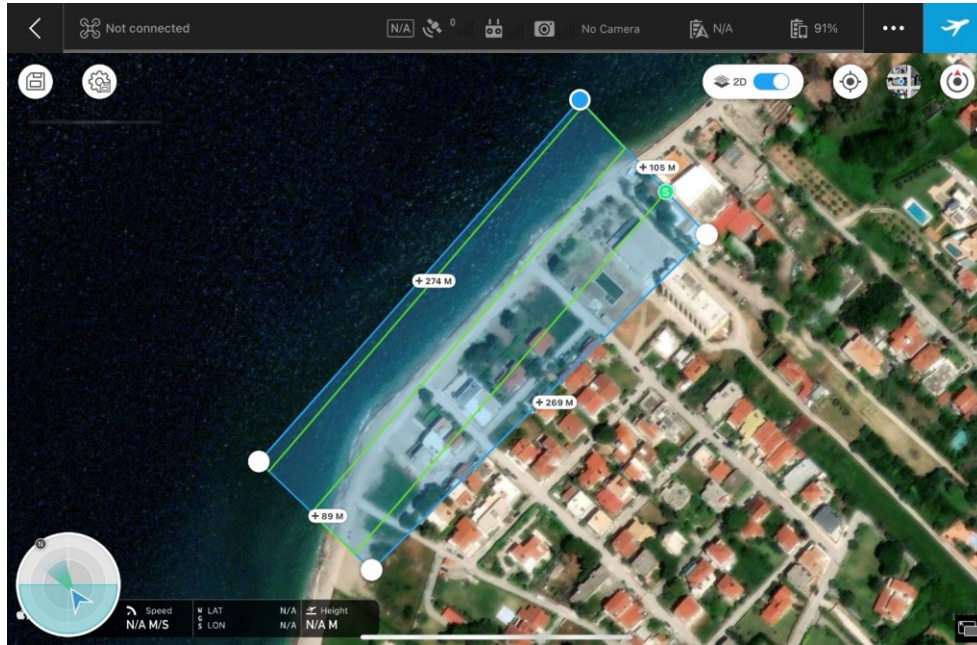 Not connected N/A 0 No Camera N/A 91%
2D
+ 105 M
S
+ 274 M
+ 269 M
+ 89 M
N
Speed W LAT N/A Height
N/A M/S G N/A M
S LON N/A